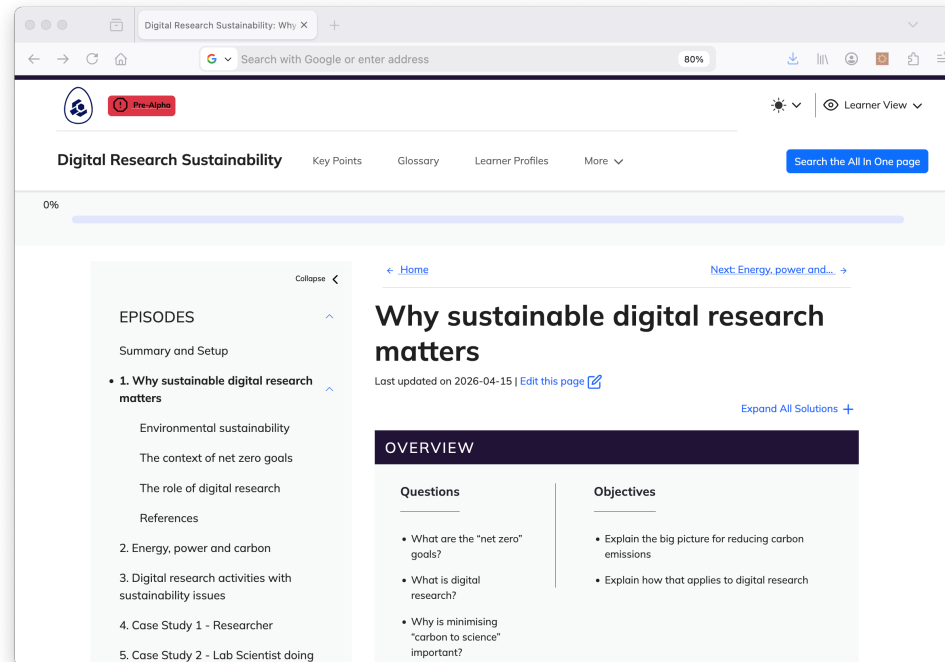 Digital Research Sustainability: Why
Search with Google or enter address
80%
Pre-Alpha
Learner View
Digital Research Sustainability
Key Points
Glossary
Learner Profiles
More
Search the All In One page
0%
Collapse
EPISODES
Summary and Setup
1. Why sustainable digital research
matters
Environmental sustainability
The context of net zero goals
The role of digital research
References
2. Energy, power and carbon
3. Digital research activities with
sustainability issues
4. Case Study 1 - Researcher
5. Case Study 2 - Lab Scientist doing
← Home
Next: Energy, power and... →
Why sustainable digital research
matters
Last updated on 2026-04-15 | Edit this page
Expand All Solutions +
OVERVIEW
Questions
• What are the “net zero”
goals?
• What is digital
research?
• Why is minimising
“carbon to science”
important?
Objectives
• Explain the big picture for reducing carbon
emissions
• Explain how that applies to digital research